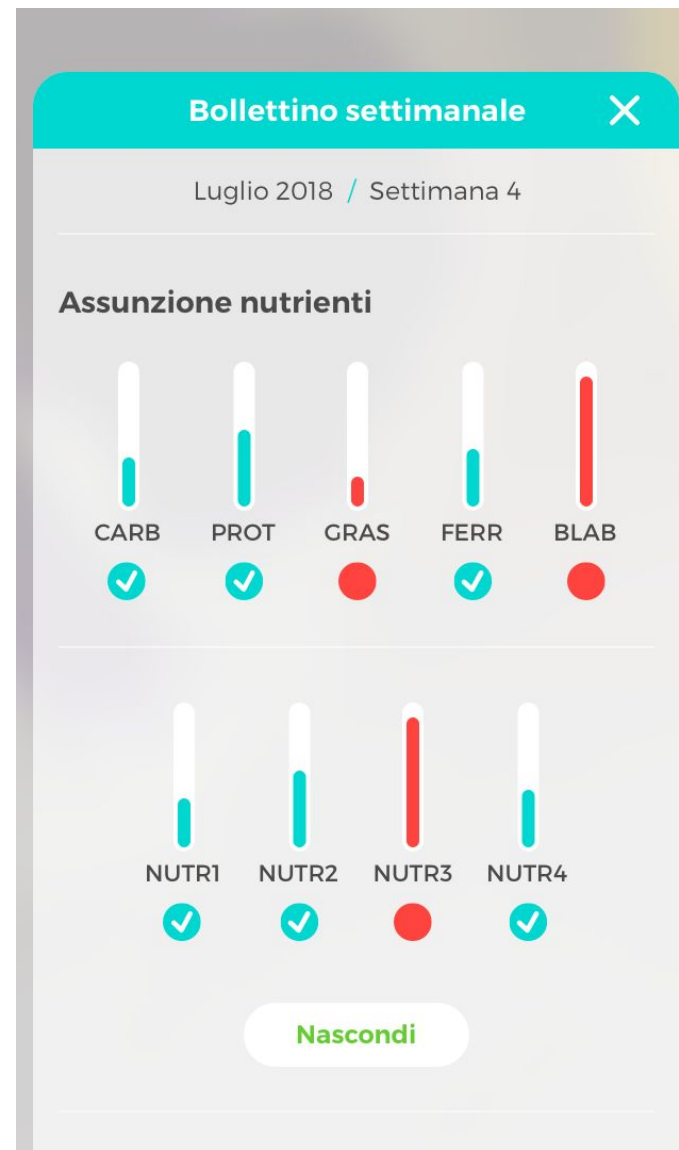 Bollettino settimanale
Luglio 2018 / Settimana 4
Assunzione nutrienti
CARB PROT GRAS FERR BLAB
NUTR1 NUTR2 NUTR3 NUTR4
Nascondi